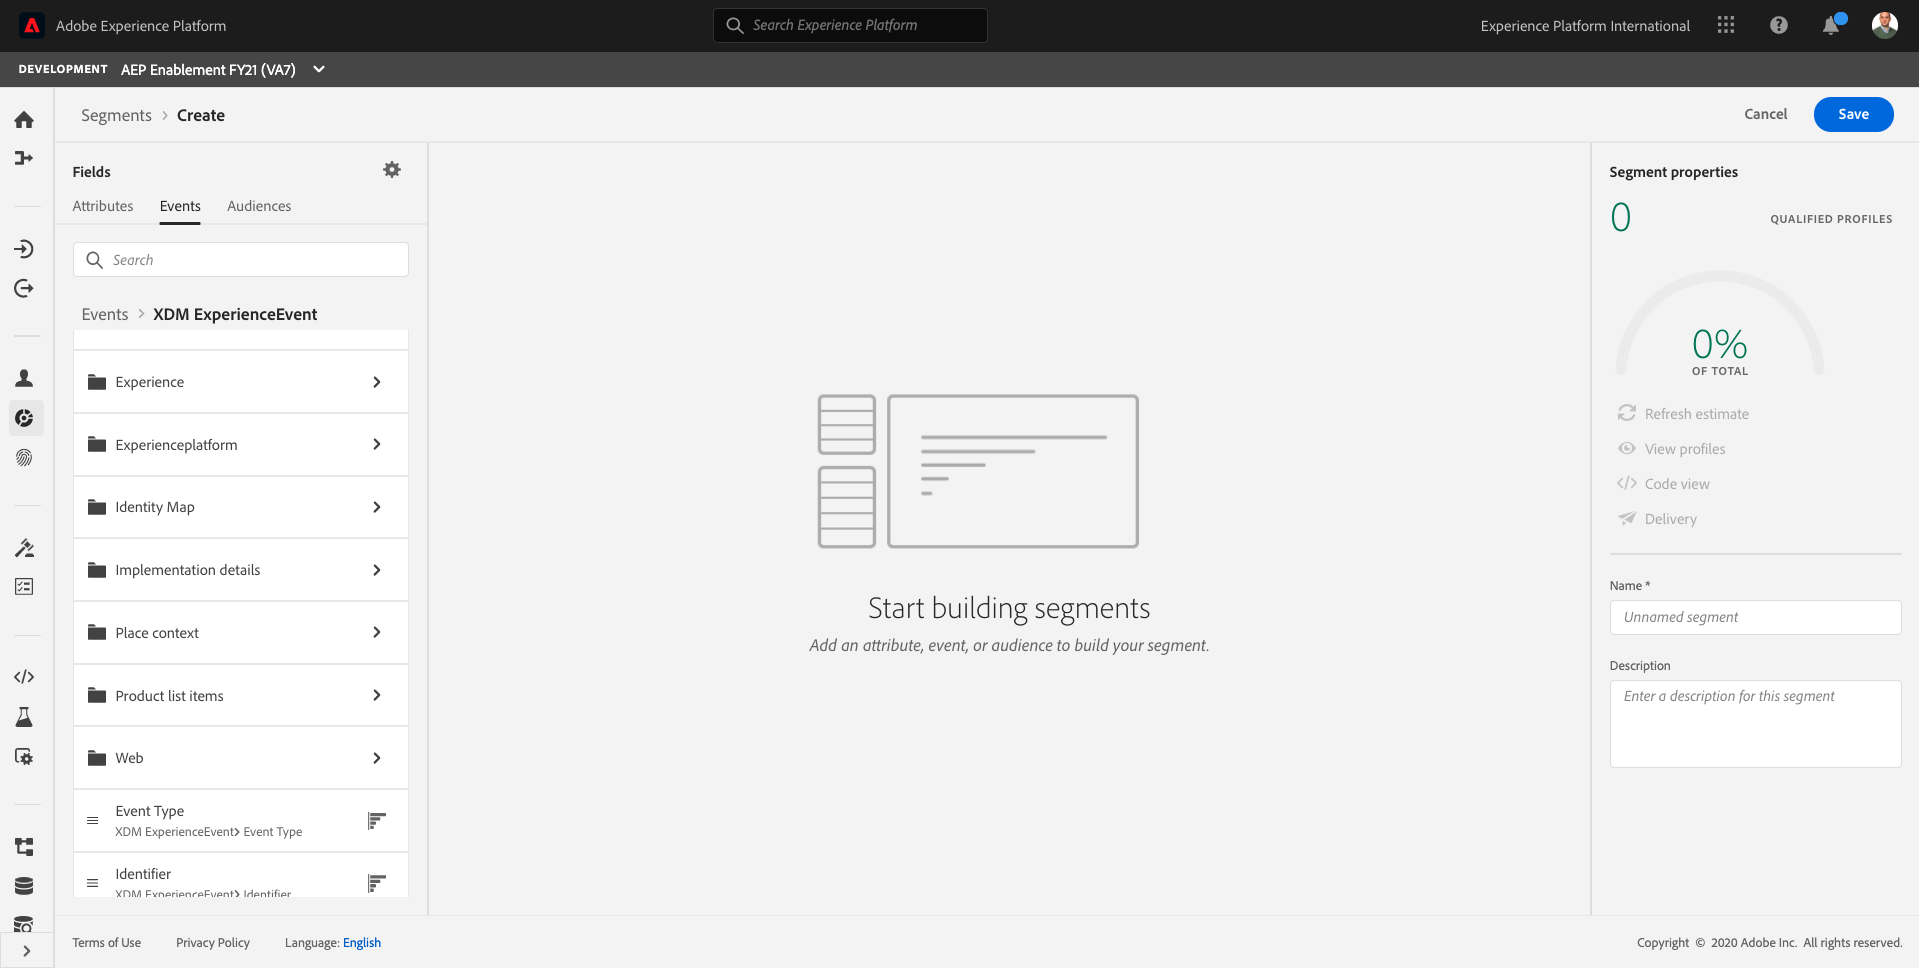 Adobe Experience Platform
Search Experience Platform
Experience Platform International
DEVELOPMENT AEP Enablement FY21 (VA7)
Segments > Create
Cancel
Save
Fields
Attributes
Events
Audiences
Search
Events > XDM ExperienceEvent
Experience
Experienceplatform
Identity Map
Implementation details
Place context
Product list items
Web
Event Type
XDM ExperienceEvent> Event Type
Identifier
XDM ExperienceEvent> Identifier
Start building segments
Add an attribute, event, or audience to build your segment.
Segment properties
0
QUALIFIED PROFILES
0%
OF TOTAL
Refresh estimate
View profiles
</> Code view
Delivery
Name *
Unnamed segment
Description
Enter a description for this segment
Terms of Use
Privacy Policy
Language: English
Copyright © 2020 Adobe Inc. All rights reserved.